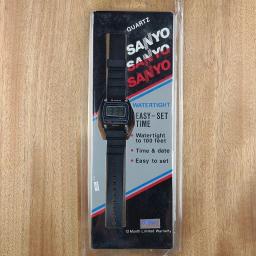 QUARTZ
SANYO
SANYO
SANYO
WATERTIGHT
EASY-SET
TIME
• Watertight
to 100 feet
• Time & date
• Easy to set
12 Month Limited Warranty